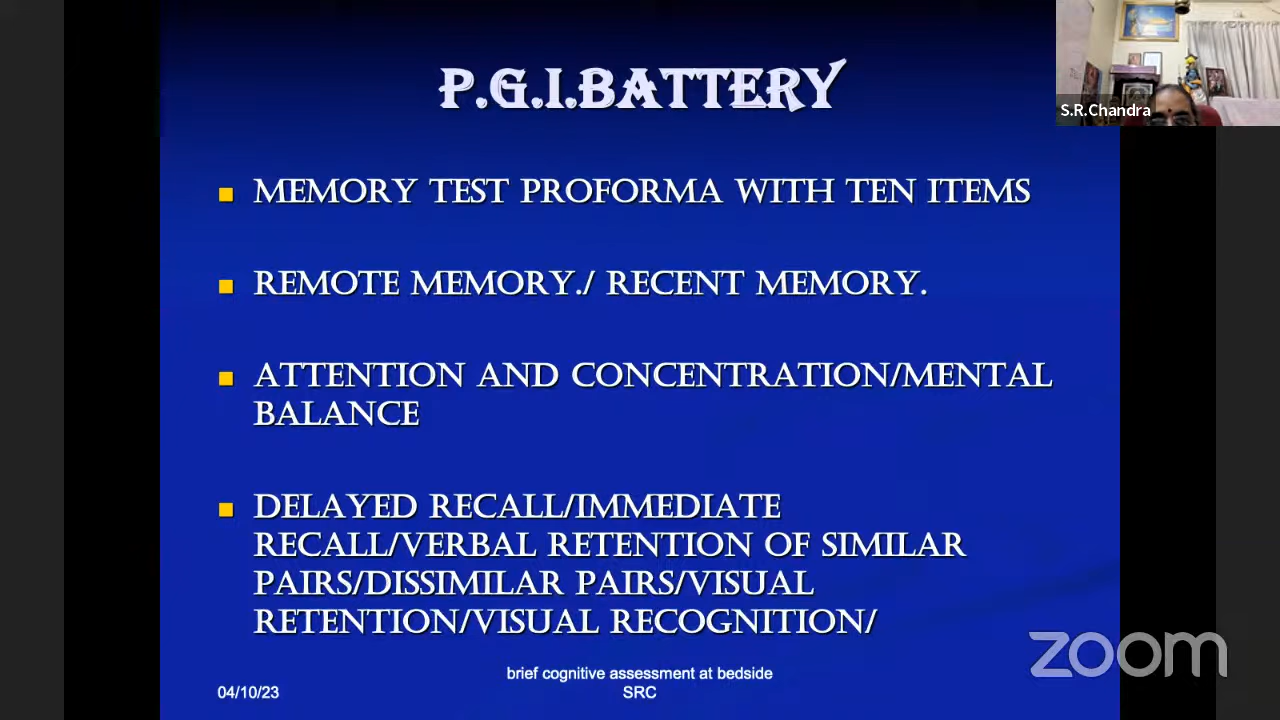 P.G.I.BATTERY
S.R.Chandra
MEMORY TEST PROFORMA WITH TEN ITEMS
REMOTE MEMORY./ RECENT MEMORY.
ATTENTION AND CONCENTRATION/MENTAL
BALANCE
DELAYED RECALL/IMMEDIATE
RECALL/VERBAL RETENTION OF SIMILAR
PAIRS/DISSIMILAR PAIRS/VISUAL
RETENTION/VISUAL RECOGNITION/
zoom
brief cognitive assessment at bedside
04/10/23
SRC